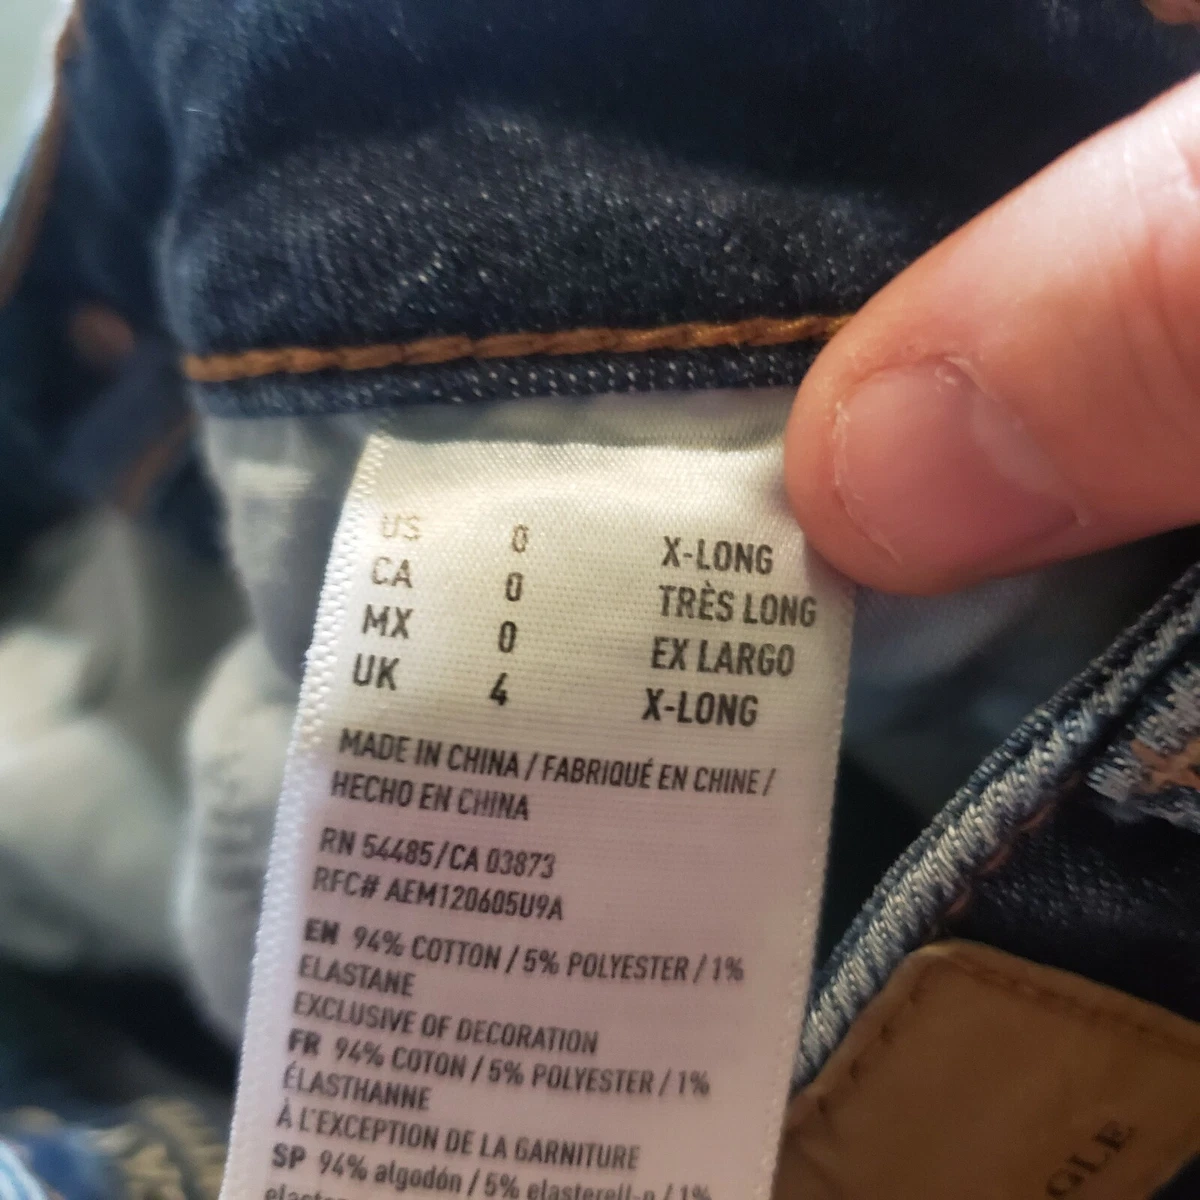 US 0 X-LONG
CA 0 TRÈS LONG
MX 0 EX LARGO
UK 4 X-LONG
MADE IN CHINA / FABRIQUÉ EN CHINE /
HECHO EN CHINA
RN 54485/CA 03873
RFC# AEM120605U9A
EN 94% COTTON / 5% POLYESTER / 1%
ELASTANE
EXCLUSIVE OF DECORATION
FR 94% COTON / 5% POLYESTER / 1%
ÉLASTHANNE
À L'EXCEPTION DE LA GARNITURE
SP 94% algodón / 5% elasterell-p / 1%
GLE